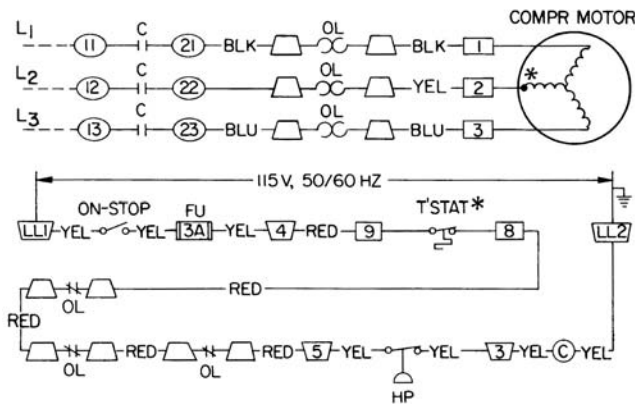 COMPR MOTOR
L1 11 C 21 BLK OL BLK 1
L2 12 C 22 OL YEL 2 *
L3 13 C 23 BLU OL BLU 3
115V, 50/60 HZ
ON-STOP FU T'STAT *
LL1 YEL YEL 3A YEL 4 RED 9 8 LL2
RED
OL
RED
RED RED 5 YEL YEL 3 YEL C YEL
OL OL HP